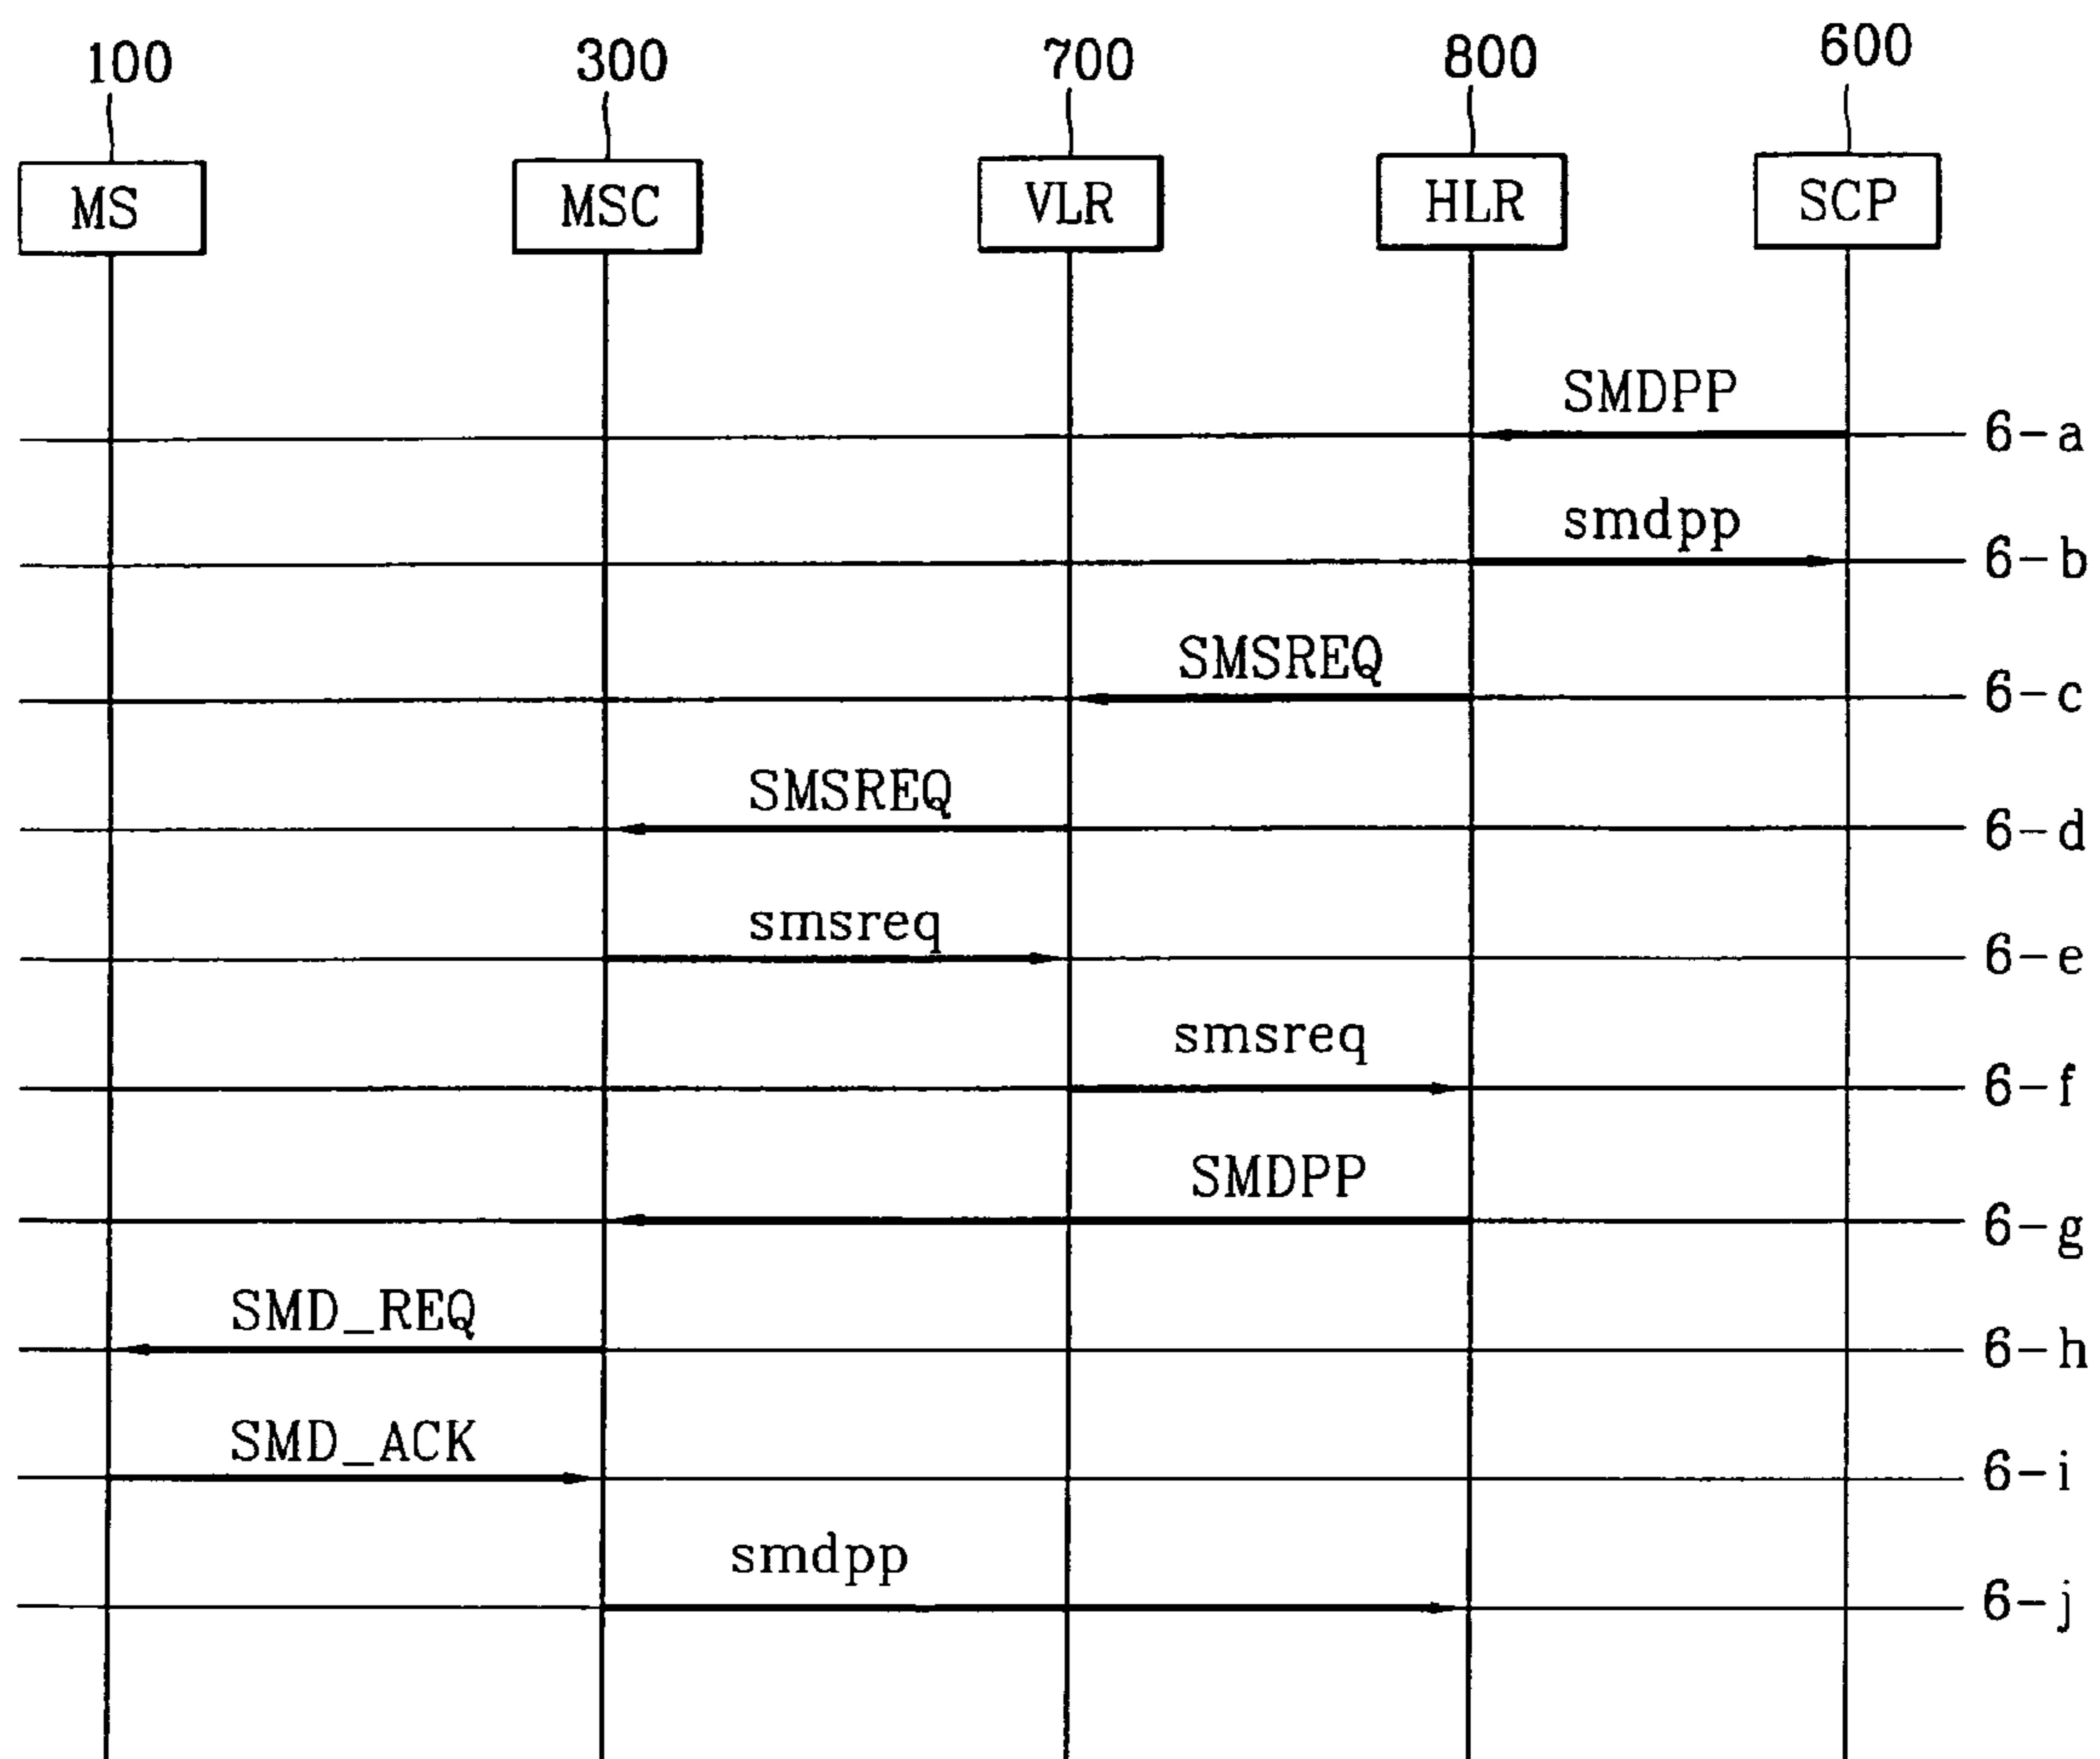 100 300 700 800 600
MS MSC VLR HLR SCP
SMDPP
6-a
smdpp
6-b
SMSREQ
6-c
SMSREQ
6-d
smsreq
6-e
smsreq
6-f
SMDPP
6-g
SMD_REQ
6-h
SMD_ACK
6-i
smdpp
6-j